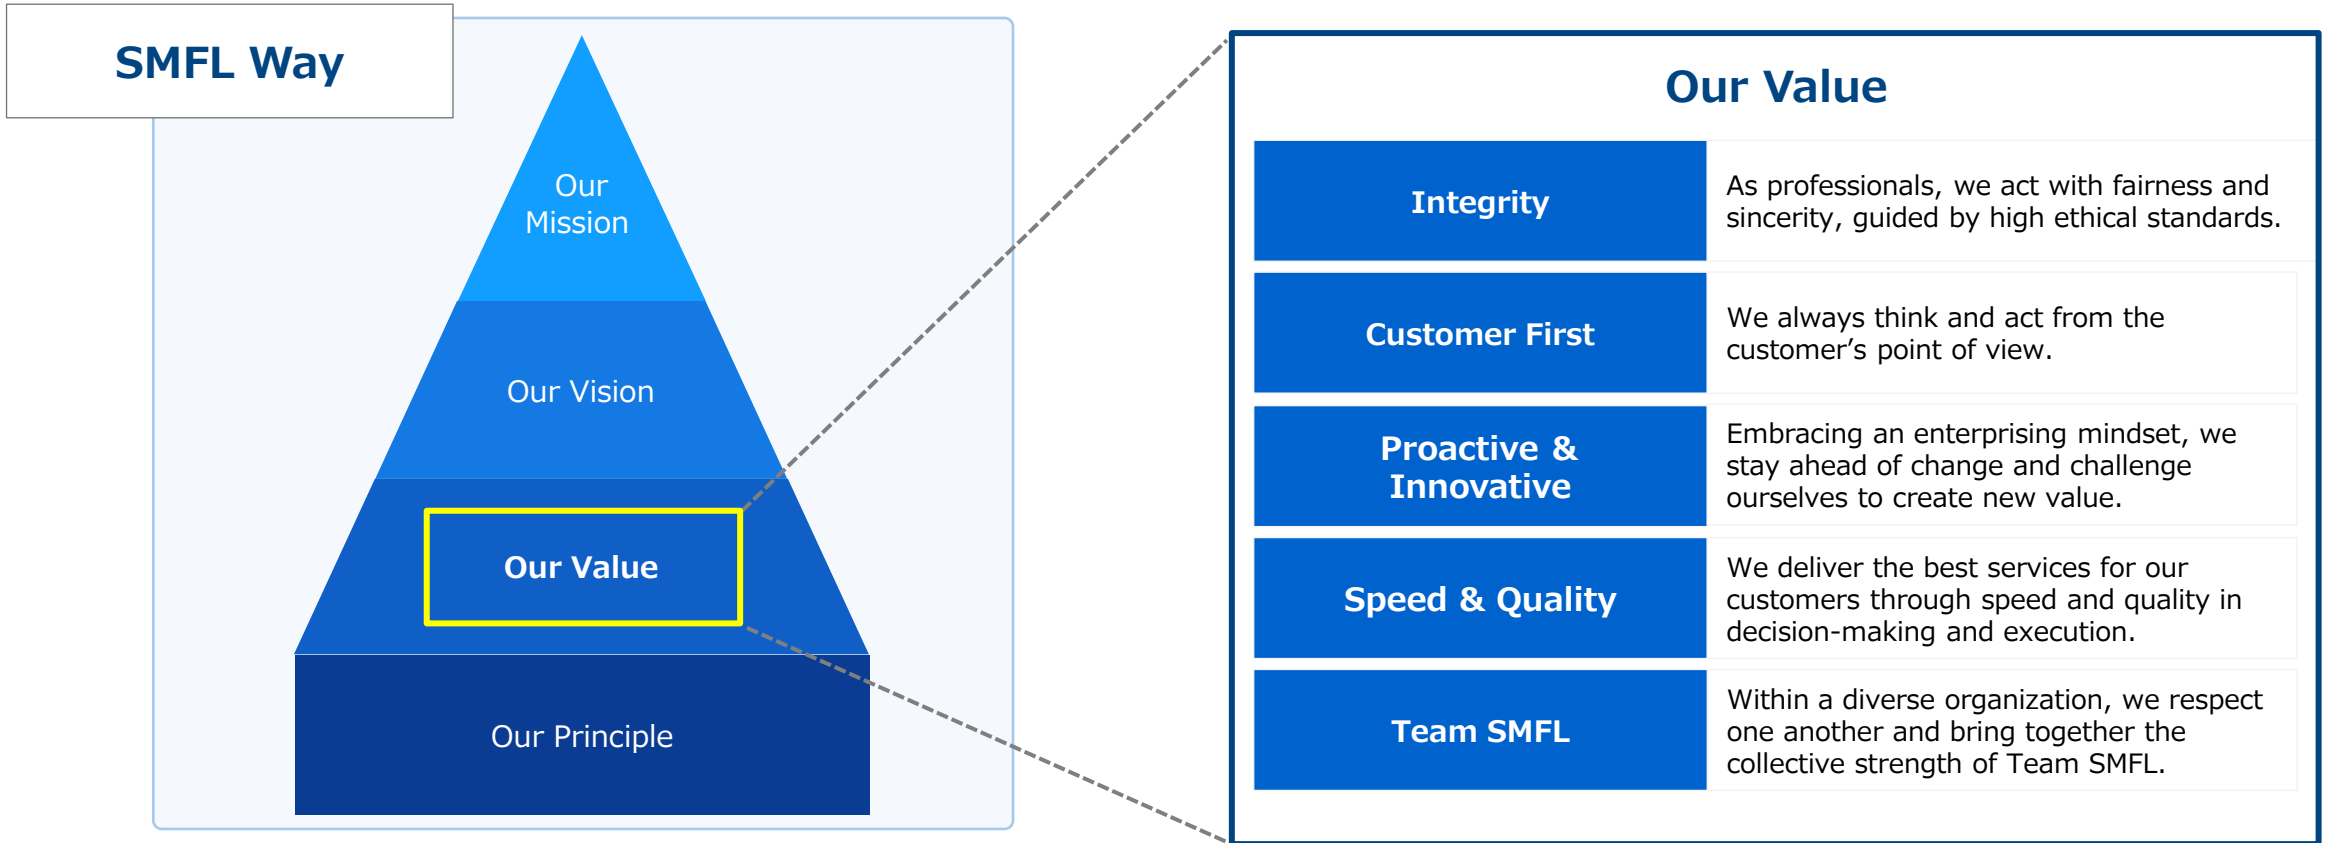 SMFL Way
Our
Mission
Our Vision
Our Value
Our Principle
Our Value
Integrity
As professionals, we act with fairness and
sincerity, guided by high ethical standards.
Customer First
We always think and act from the
customer’s point of view.
Proactive &
Innovative
Embracing an enterprising mindset, we
stay ahead of change and challenge
ourselves to create new value.
Speed & Quality
We deliver the best services for our
customers through speed and quality in
decision-making and execution.
Team SMFL
Within a diverse organization, we respect
one another and bring together the
collective strength of Team SMFL.